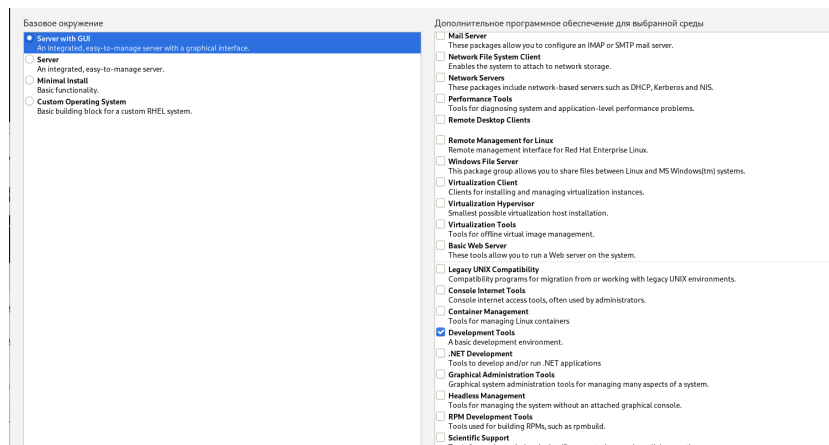 Базовое окружение
Server with GUI
An integrated, easy-to-manage server with a graphical interface.
Server
An integrated, easy-to-manage server.
Minimal Install
Basic functionality.
Custom Operating System
Basic building block for a custom RHEL system.
Дополнительное программное обеспечение для выбранной среды
Mail Server
These packages allow you to configure an IMAP or SMTP mail server.
Network File System Client
Enables the system to attach to network storage.
Network Servers
These packages include network-based servers such as DHCP, Kerberos and NIS.
Performance Tools
Tools for diagnosing system and application-level performance problems.
Remote Desktop Clients
Remote Management for Linux
Remote management interface for Red Hat Enterprise Linux.
Windows File Server
This package group allows you to share files between Linux and MS Windows(tm) systems.
Virtualization Client
Clients for installing and managing virtualization instances.
Virtualization Hypervisor
Smallest possible virtualization host installation.
Virtualization Tools
Tools for offline virtual image management.
Basic Web Server
These tools allow you to run a Web server on the system.
Legacy UNIX Compatibility
Compatibility programs for migration from or working with legacy UNIX environments.
Console Internet Tools
Console internet access tools, often used by administrators.
Container Management
Tools for managing Linux containers
Development Tools
A basic development environment.
.NET Development
Tools to develop and/or run .NET applications
Graphical Administration Tools
Graphical system administration tools for managing many aspects of a system.
Headless Management
Tools for managing the system without an attached graphical console.
RPM Development Tools
Tools used for building RPMs, such as rpmbuild.
Scientific Support